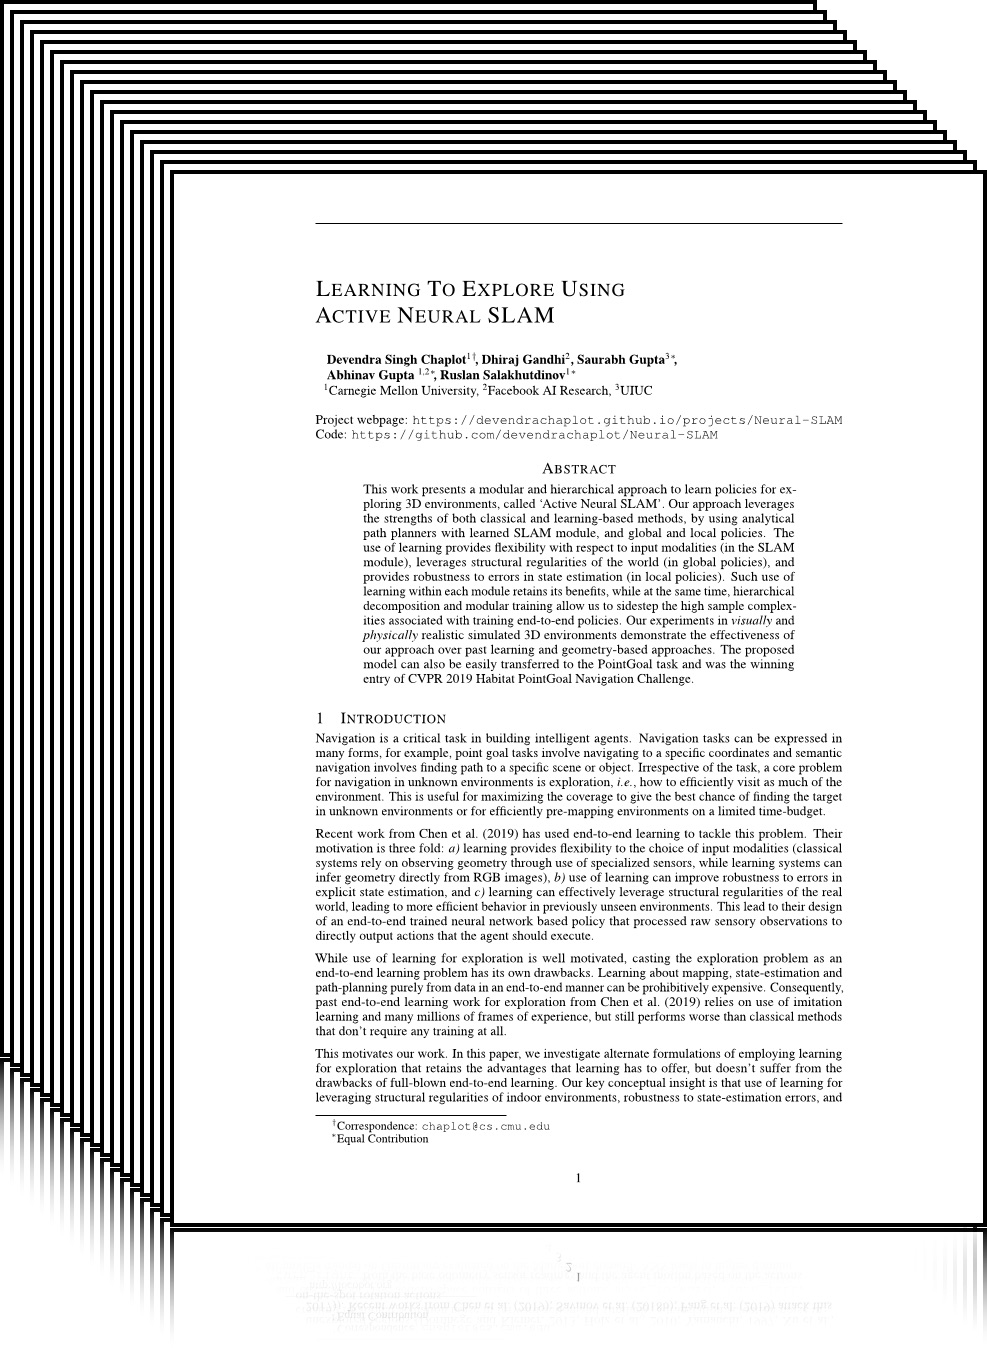 LEARNING TO EXPLORE USING
ACTIVE NEURAL SLAM
Devendra Singh Chaplot1†, Dhiraj Gandhi2, Saurabh Gupta3*,
Abhinav Gupta 1,2*, Ruslan Salakhutdinov1*
1Carnegie Mellon University, 2Facebook AI Research, 3UIUC
Project webpage: https://devendrachaplot.github.io/projects/Neural-SLAM
Code: https://github.com/devendrachaplot/Neural-SLAM
ABSTRACT
This work presents a modular and hierarchical approach to learn policies for ex-
ploring 3D environments, called ‘Active Neural SLAM’. Our approach leverages
the strengths of both classical and learning-based methods, by using analytical
path planners with learned SLAM module, and global and local policies. The
use of learning provides flexibility with respect to input modalities (in the SLAM
module), leverages structural regularities of the world (in global policies), and
provides robustness to errors in state estimation (in local policies). Such use of
learning within each module retains its benefits, while at the same time, hierarchical
decomposition and modular training allow us to sidestep the high sample complex-
ities associated with training end-to-end policies. Our experiments in visually and
physically realistic simulated 3D environments demonstrate the effectiveness of
our approach over past learning and geometry-based approaches. The proposed
model can also be easily transferred to the PointGoal task and was the winning
entry of CVPR 2019 Habitat PointGoal Navigation Challenge.
1 INTRODUCTION
Navigation is a critical task in building intelligent agents. Navigation tasks can be expressed in
many forms, for example, point goal tasks involve navigating to a specific coordinates and semantic
navigation involves finding path to a specific scene or object. Irrespective of the task, a core problem
for navigation in unknown environments is exploration, i.e., how to efficiently visit as much of the
environment. This is useful for maximizing the coverage to give the best chance of finding the target
in unknown environments or for efficiently pre-mapping environments on a limited time-budget.
Recent work from Chen et al. (2019) has used end-to-end learning to tackle this problem. Their
motivation is three fold: a) learning provides flexibility to the choice of input modalities (classical
systems rely on observing geometry through use of specialized sensors, while learning systems can
infer geometry directly from RGB images), b) use of learning can improve robustness to errors in
explicit state estimation, and c) learning can effectively leverage structural regularities of the real
world, leading to more efficient behavior in previously unseen environments. This lead to their design
of an end-to-end trained neural network based policy that processed raw sensory observations to
directly output actions that the agent should execute.
While use of learning for exploration is well motivated, casting the exploration problem as an
end-to-end learning problem has its own drawbacks. Learning about mapping, state-estimation and
path-planning purely from data in an end-to-end manner can be prohibitively expensive. Consequently,
past end-to-end learning work for exploration from Chen et al. (2019) relies on use of imitation
learning and many millions of frames of experience, but still performs worse than classical methods
that don’t require any training at all.
This motivates our work. In this paper, we investigate alternate formulations of employing learning
for exploration that retains the advantages that learning has to offer, but doesn’t suffer from the
drawbacks of full-blown end-to-end learning. Our key conceptual insight is that use of learning for
leveraging structural regularities of indoor environments, robustness to state-estimation errors, and
†Correspondence: chaplot@cs.cmu.edu
*Equal Contribution
1